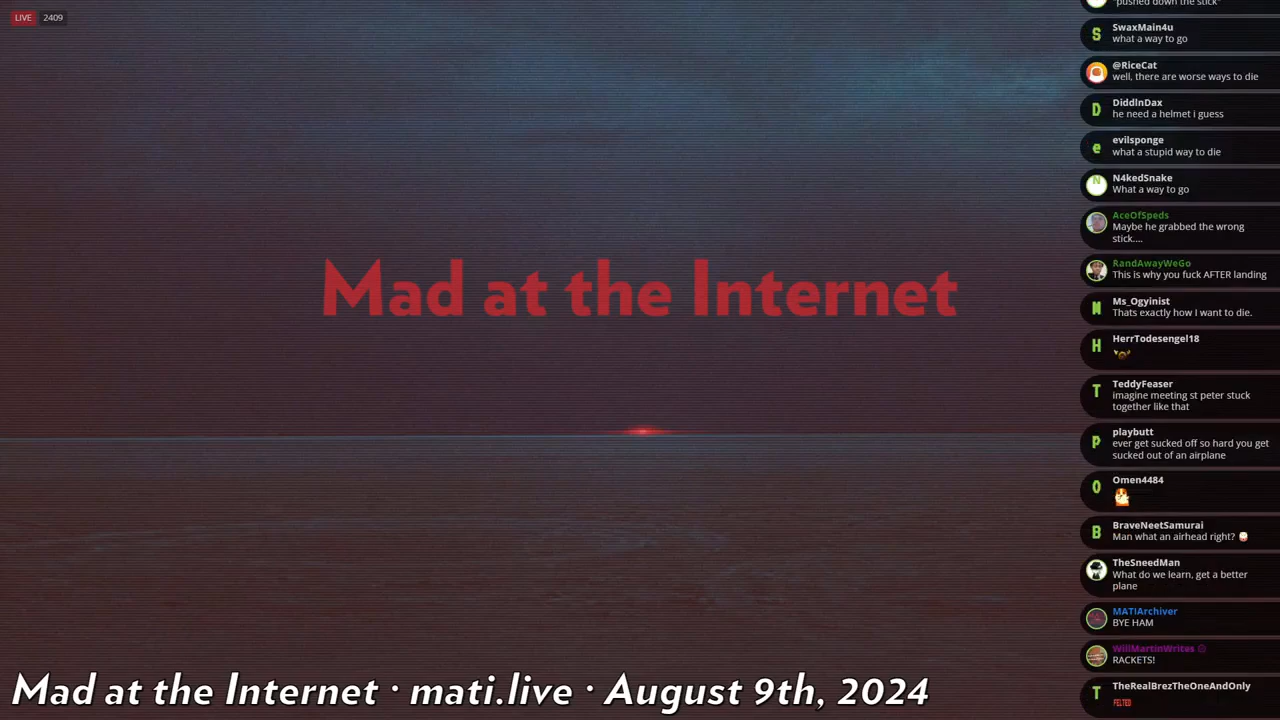 LIVE 2409
Mad at the Internet
"pushed down the stick"
SwaxMain4u
what a way to go
@RiceCat
well, there are worse ways to die
DiddlnDax
he need a helmet i guess
evilsponge
what a stupid way to die
N4kedSnake
What a way to go
AceOfSpeds
Maybe he grabbed the wrong
stick....
RandAwayWeGo
This is why you fuck AFTER landing
Ms_Ogyinist
Thats exactly how I want to die.
HerrTodesengel18
TeddyFeaser
imagine meeting st peter stuck
together like that
playbutt
ever get sucked off so hard you get
sucked out of an airplane
Omen4484
BraveNeetSamurai
Man what an airhead right?
TheSneedMan
What do we learn, get a better
plane
MATIArchiver
BYE HAM
WillMartinWrites
RACKETS!
TheRealBrezTheOneAndOnly
FELTED
Mad at the Internet · mati.live · August 9th, 2024